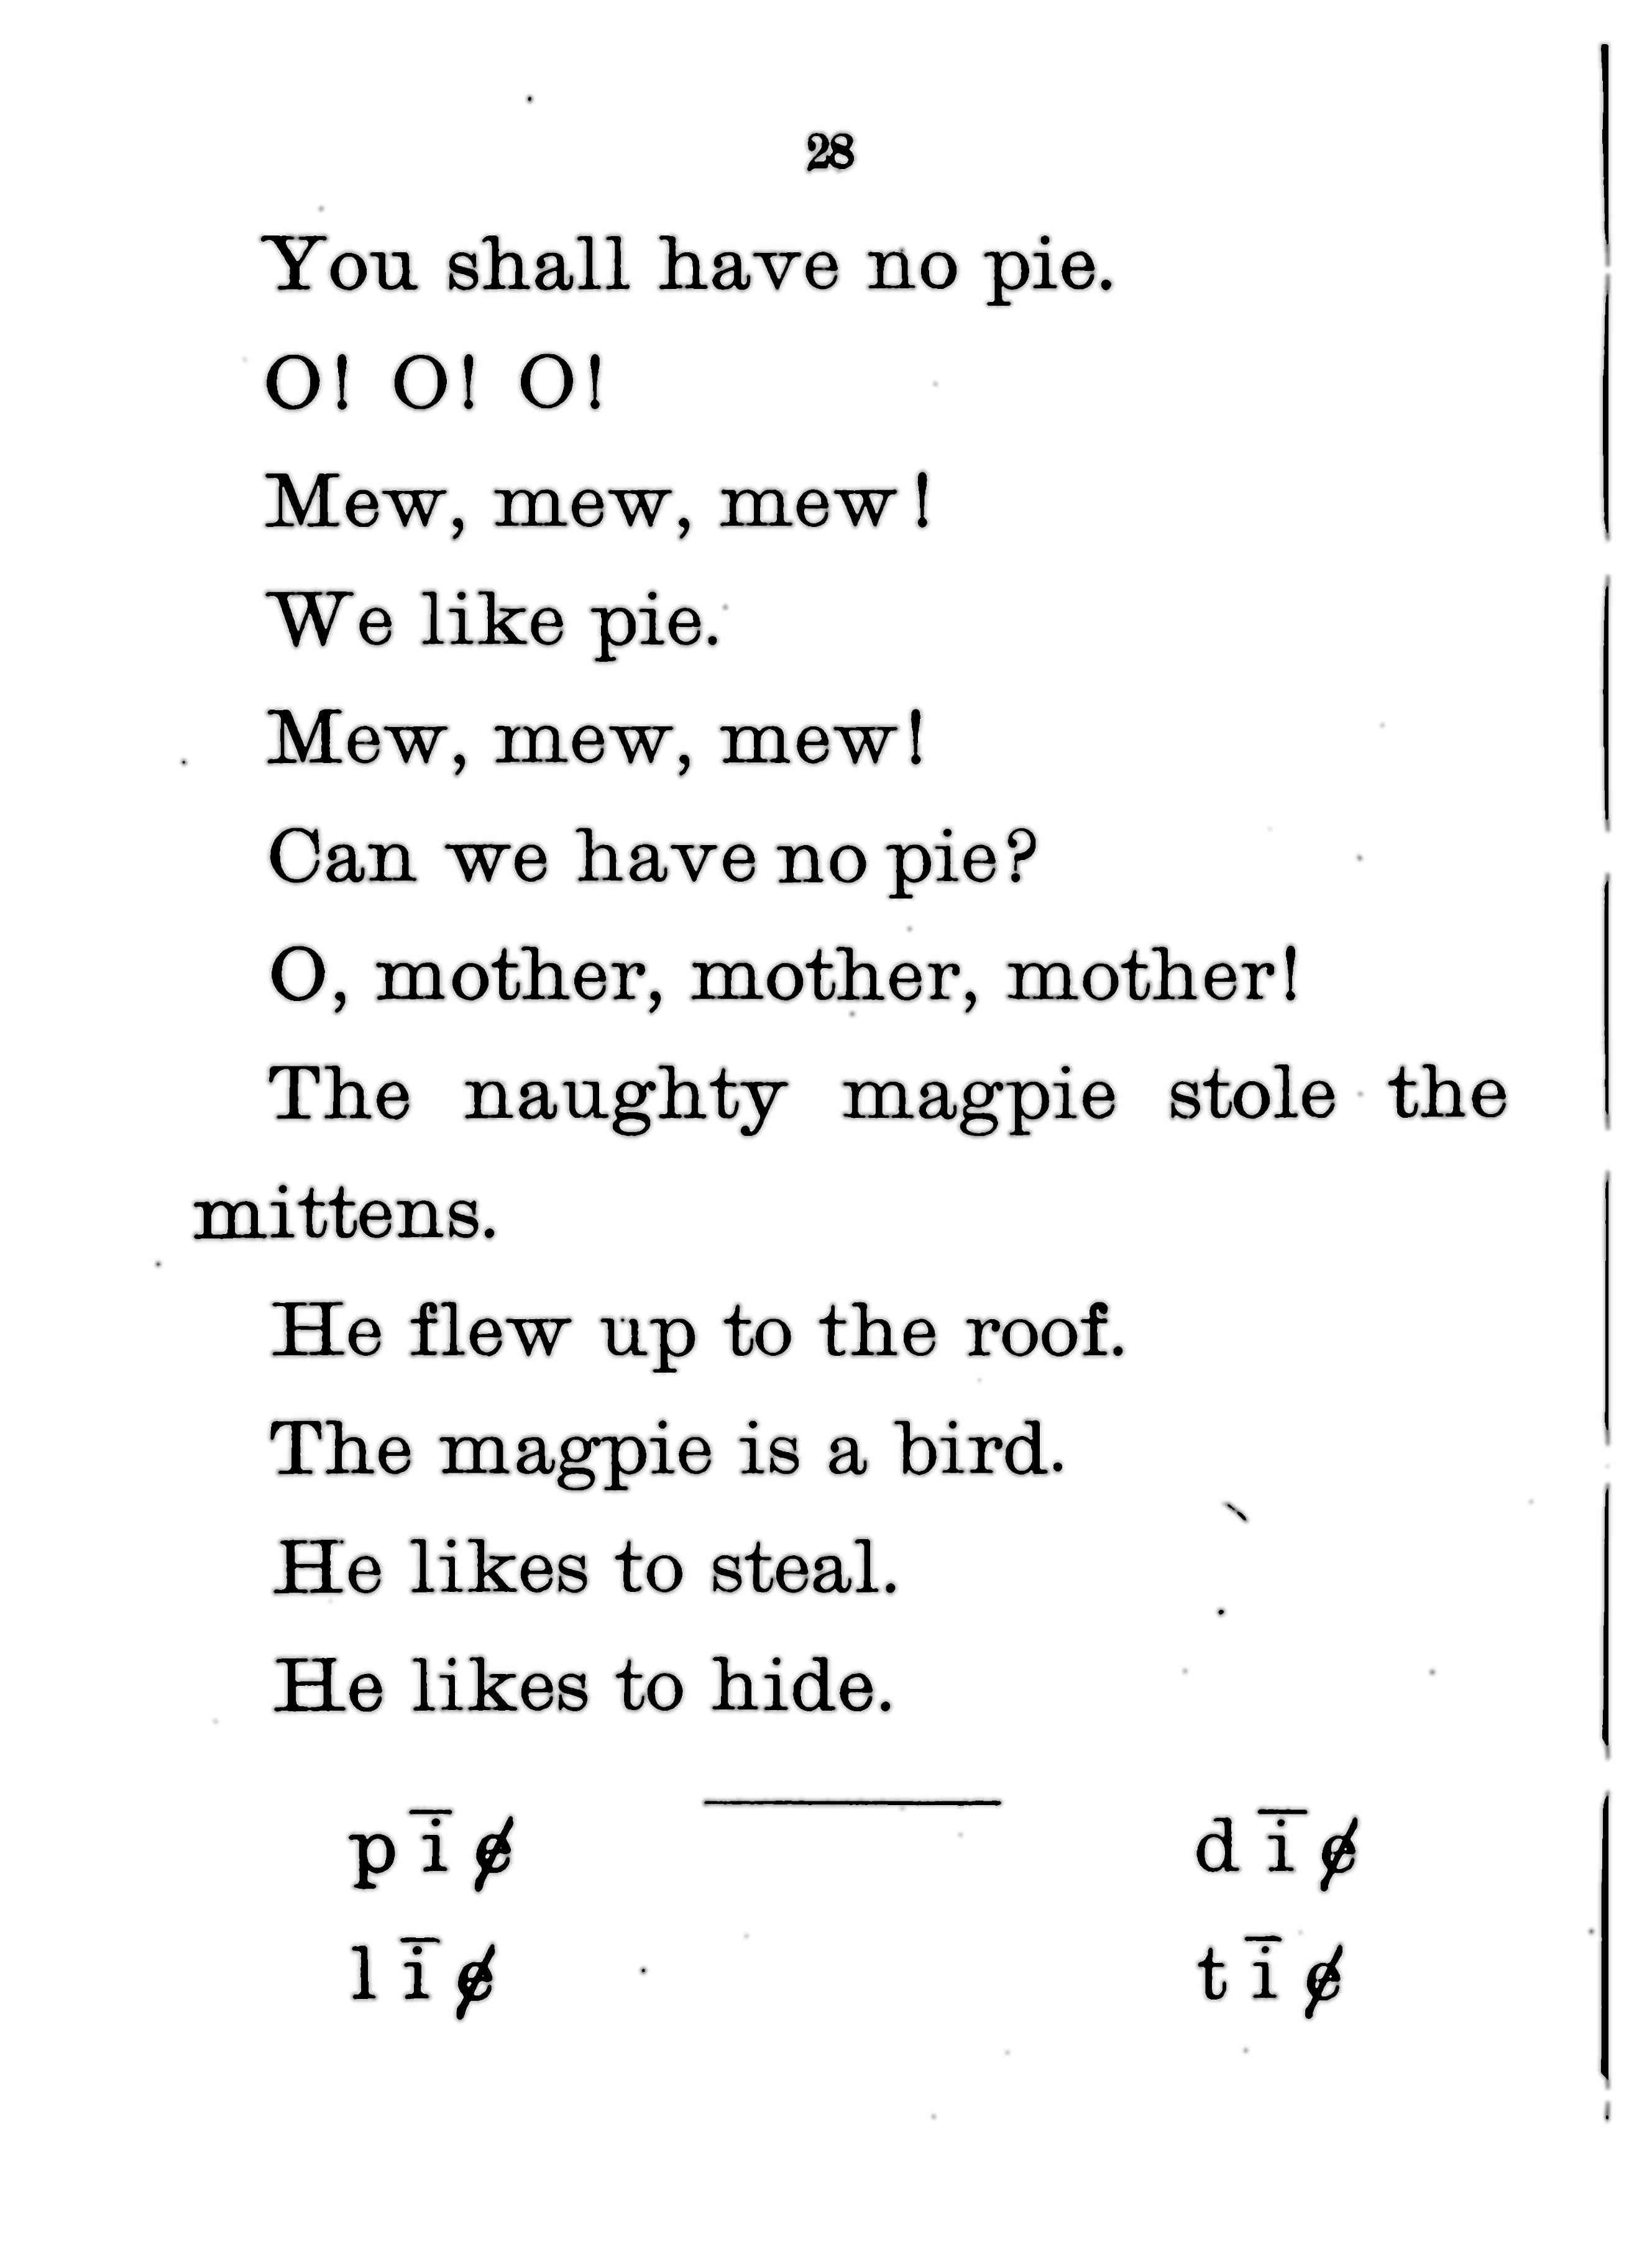 28
You shall have no pie.
O! O! O!
Mew, mew, mew!
We like pie.
Mew, mew, mew!
Can we have no pie?
O, mother, mother, mother!
The naughty magpie stole the
mittens.
He flew up to the roof.
The magpie is a bird.
He likes to steal.
He likes to hide.
p ī ɇ d ī ɇ
l ī ɇ t ī ɇ